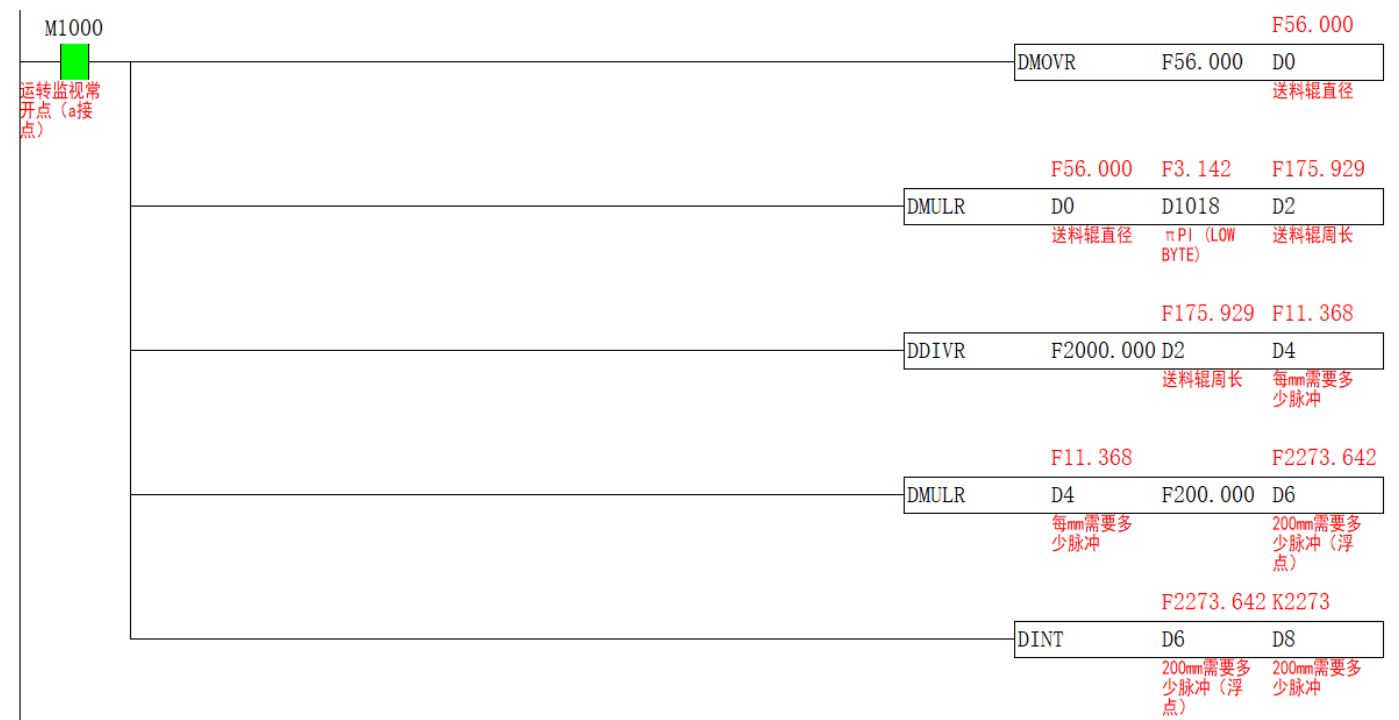 M1000
运转监视常
开点（a接
点）
F56.000
DMOVR F56.000 D0
送料辊直径
F56.000 F3.142 F175.929
DMULR D0 D1018 D2
送料辊直径 πPI (LOW 送料辊周长
BYTE)
F175.929 F11.368
DDIVR F2000.000 D2 D4
送料辊周长 每mm需要多
少脉冲
F11.368 F2273.642
DMULR D4 F200.000 D6
每mm需要多 200mm需要多
少脉冲 少脉冲（浮
点）
F2273.642 K2273
DINT D6 D8
200mm需要多 200mm需要多
少脉冲（浮 少脉冲
点）